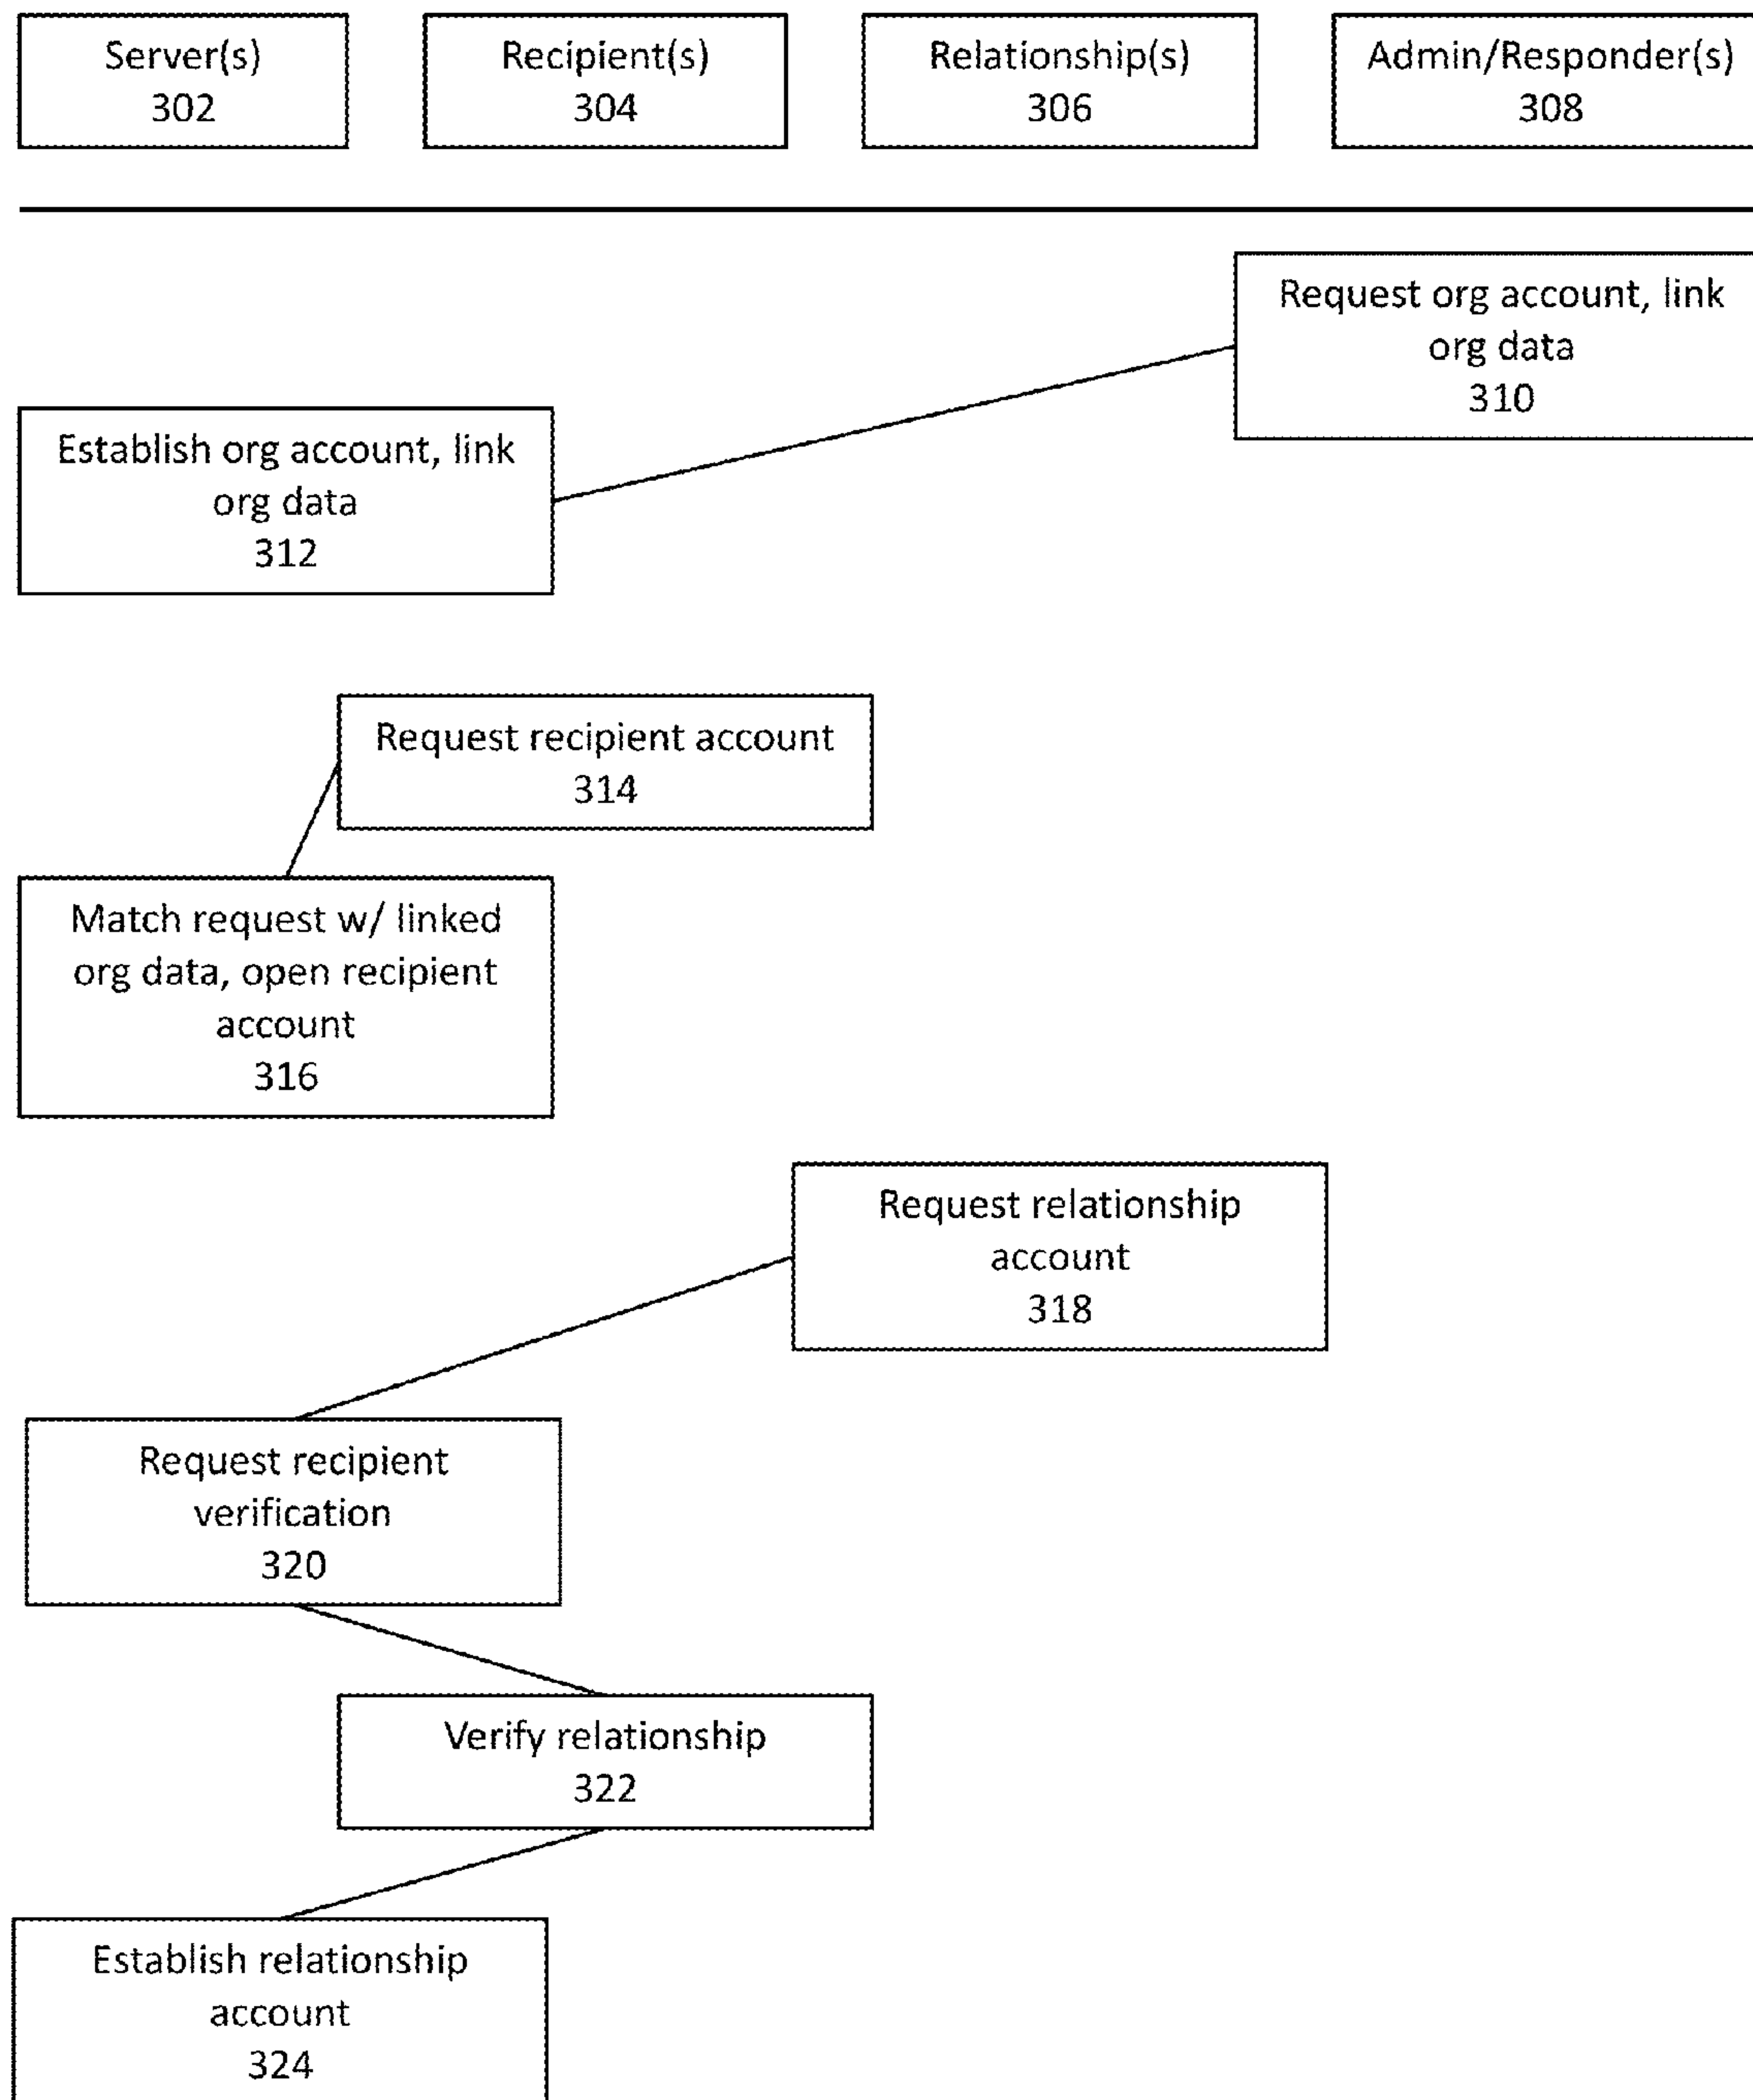 Server(s)
302
Recipient(s)
304
Relationship(s)
306
Admin/Responder(s)
308
Request org account, link
org data
310
Establish org account, link
org data
312
Request recipient account
314
Match request w/ linked
org data, open recipient
account
316
Request relationship
account
318
Request recipient
verification
320
Verify relationship
322
Establish relationship
account
324